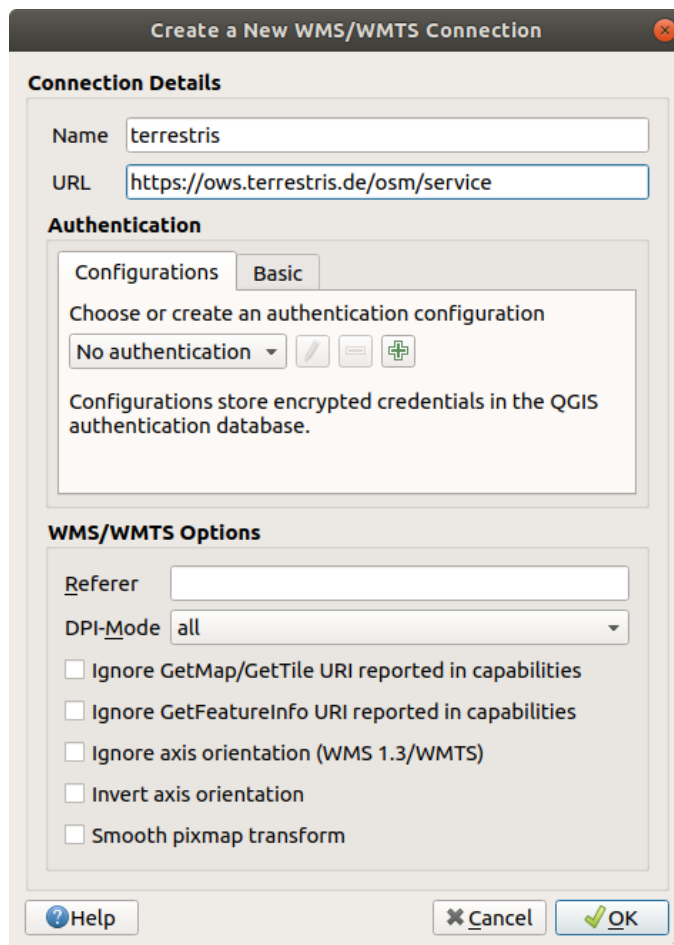 Create a New WMS/WMTS Connection
Connection Details
Name terrestris
URL https://ows.terrestris.de/osm/service
Authentication
Configurations Basic
Choose or create an authentication configuration
No authentication
Configurations store encrypted credentials in the QGIS
authentication database.
WMS/WMTS Options
Referer
DPI-Mode all
Ignore GetMap/GetTile URI reported in capabilities
Ignore GetFeatureInfo URI reported in capabilities
Ignore axis orientation (WMS 1.3/WMTS)
Invert axis orientation
Smooth pixmap transform
Help Cancel OK